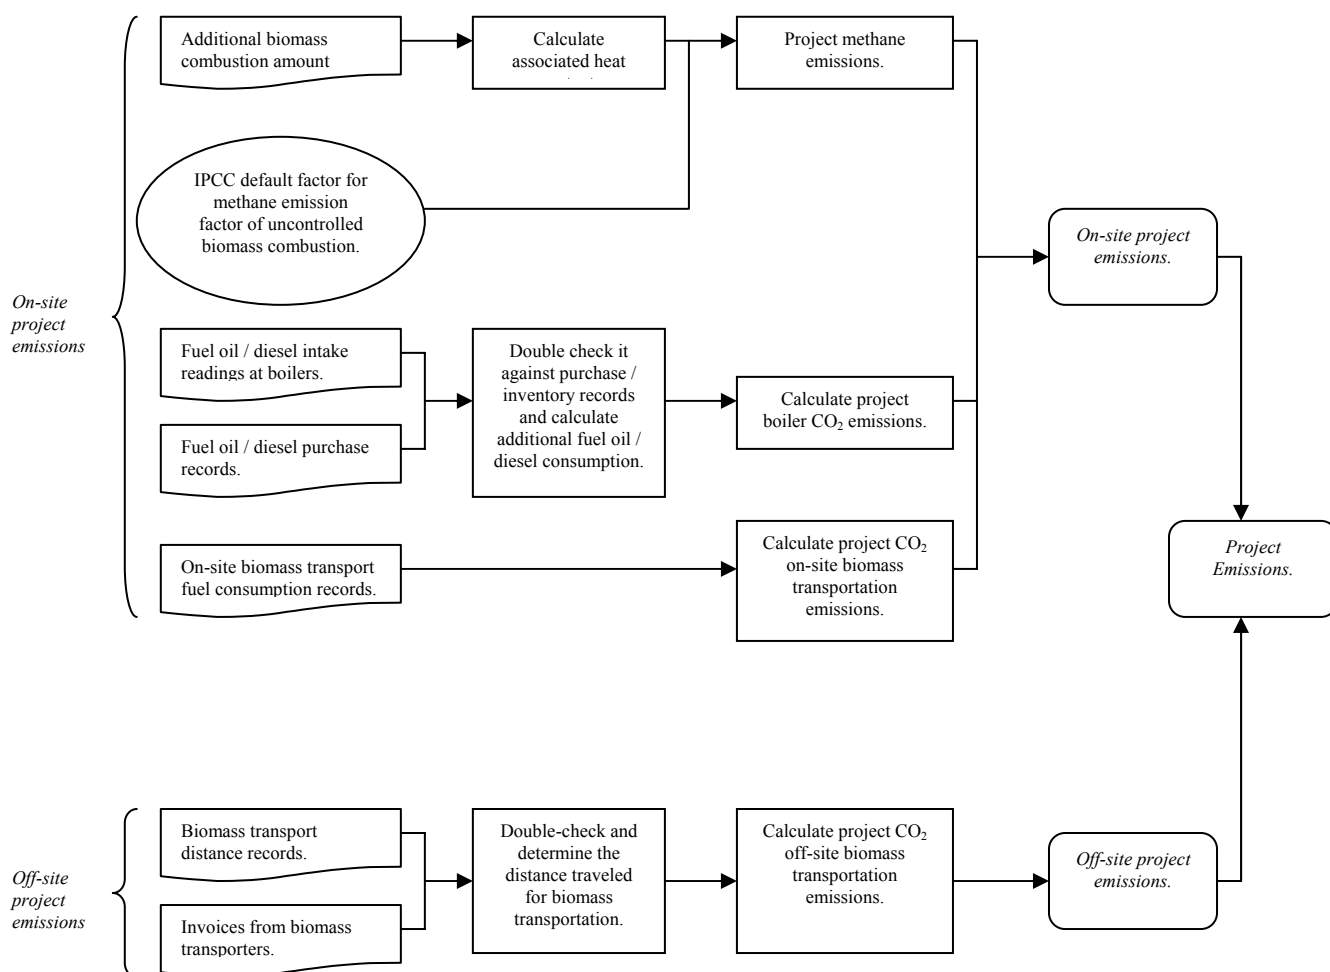 Additional biomass
combustion amount
Calculate
associated heat
Project methane
emissions.
IPCC default factor for
methane emission
factor of uncontrolled
biomass combustion.
On-site project
emissions.
On-site
project
emissions
Fuel oil / diesel intake
readings at boilers.
Fuel oil / diesel purchase
records.
Double check it
against purchase /
inventory records
and calculate
additional fuel oil /
diesel consumption.
Calculate project
boiler CO₂ emissions.
On-site biomass transport
fuel consumption records.
Calculate project CO₂
on-site biomass
transportation
emissions.
Project
Emissions.
Off-site
project
emissions
Biomass transport
distance records.
Invoices from biomass
transporters.
Double-check and
determine the
distance traveled
for biomass
transportation.
Calculate project CO₂
off-site biomass
transportation
emissions.
Off-site project
emissions.